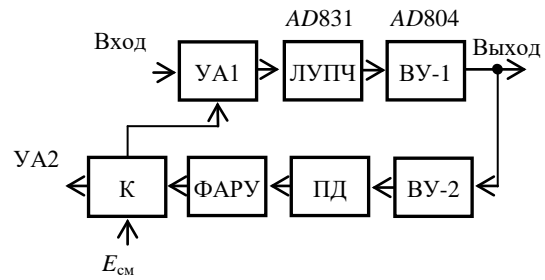 AD831 AD804
Вход Выход
УА1 ЛУПЧ ВУ-1
УА2
К ФАРУ ПД ВУ-2
Eсм